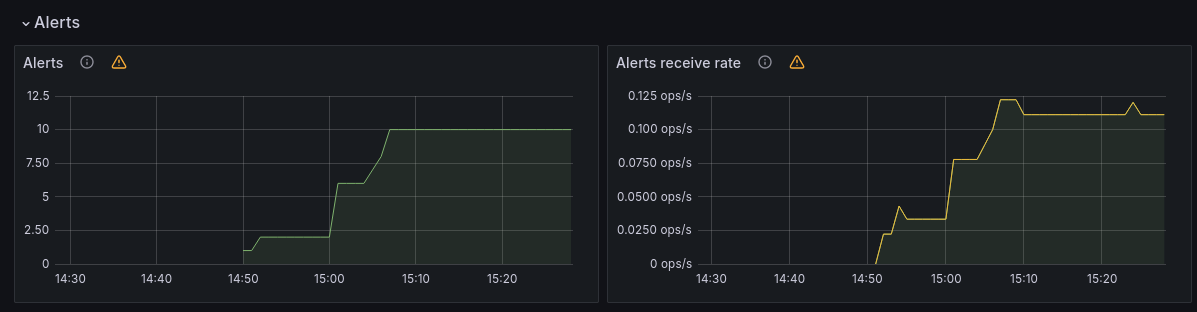 Alerts
Alerts
12.5
10
7.50
5
2.50
0
14:30 14:40 14:50 15:00 15:10 15:20
Alerts receive rate
0.125 ops/s
0.100 ops/s
0.0750 ops/s
0.0500 ops/s
0.0250 ops/s
0 ops/s
14:30 14:40 14:50 15:00 15:10 15:20